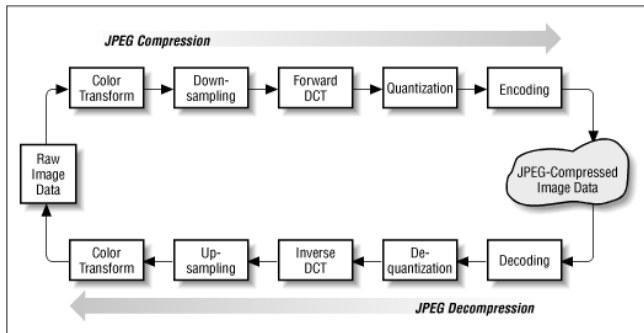 JPEG Compression
Color
Transform
Down-
sampling
Forward
DCT
Quantization
Encoding
Raw
Image
Data
JPEG-Compressed
Image Data
Color
Transform
Up-
sampling
Inverse
DCT
De-
quantization
Decoding
JPEG Decompression